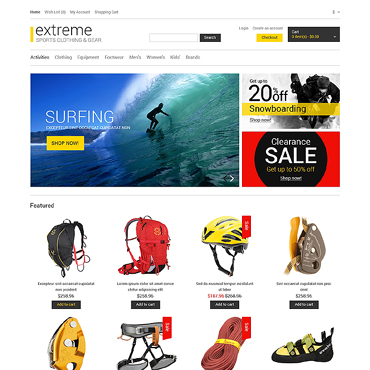 Home Wish List (0) My Account Shopping Cart
extreme
SPORTS CLOTHING & GEAR
Search
Login Create an account
Checkout
Cart
0 item(s) - $0.00
Activities Clothing Equipment Footwear Men's Women's Kids' Brands
SURFING
EXCEPTEUR SINT OCCAECAT CUPIDATAT NON
SHOP NOW!
Get up to
20% off
Snowboarding
Shop now!
Clearance
SALE
Get up to 50% off
Shop now!
Featured
Excepteur sint occaecat cupidatat non proident
$258.96
Add to cart
Lorem ipsum dolor sit amet conse ctetur adipisicing elit
$258.96
Add to cart
Sale
Sed do eiusmod tempor incididunt ut labor
$187.96 $268.96
Add to cart
Sint occaecat cupidatat non proi dent
$258.96
Add to cart
Sale
Sale